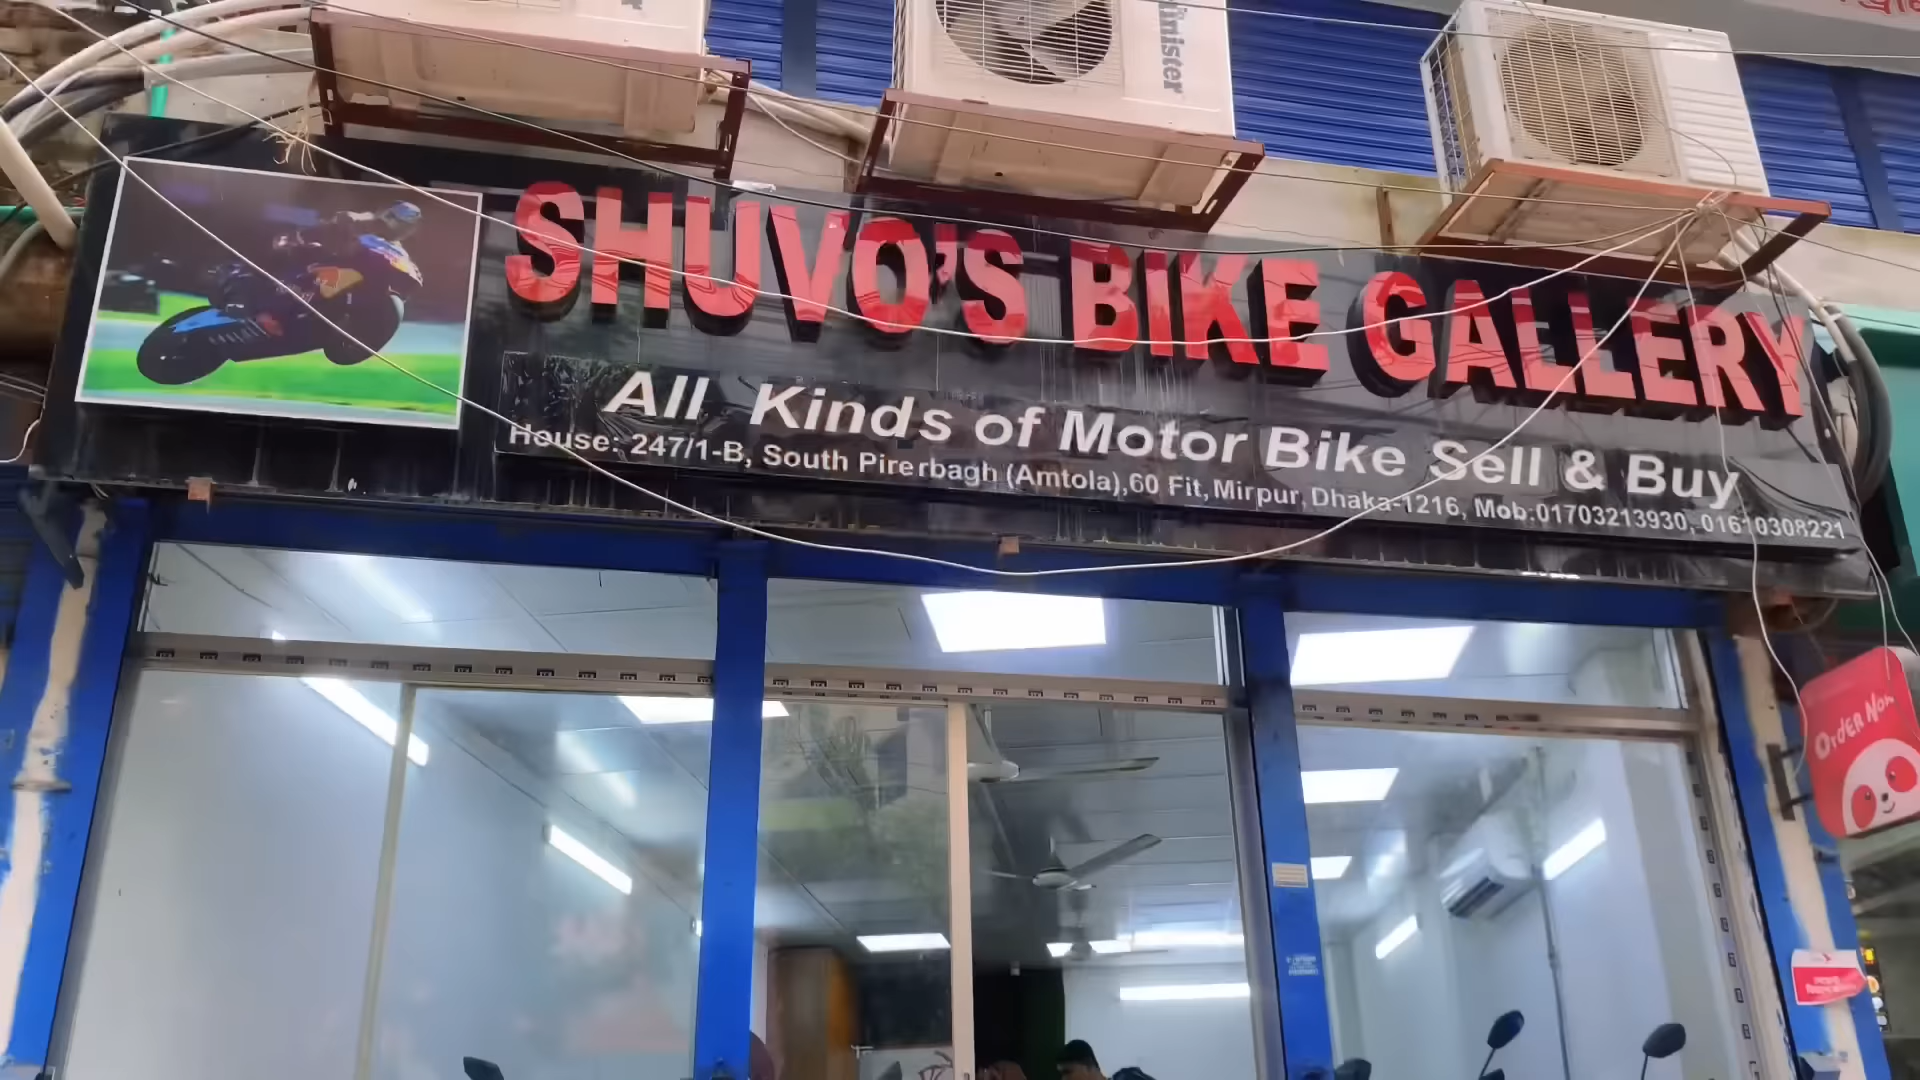 Minister
SHUVO'S BIKE GALLERY
All Kinds of Motor Bike Sell & Buy
House: 247/1-B, South Pirerbagh (Amtola),60 Fit, Mirpur, Dhaka-1216, Mob:01703213930, 01610308221
Order Now